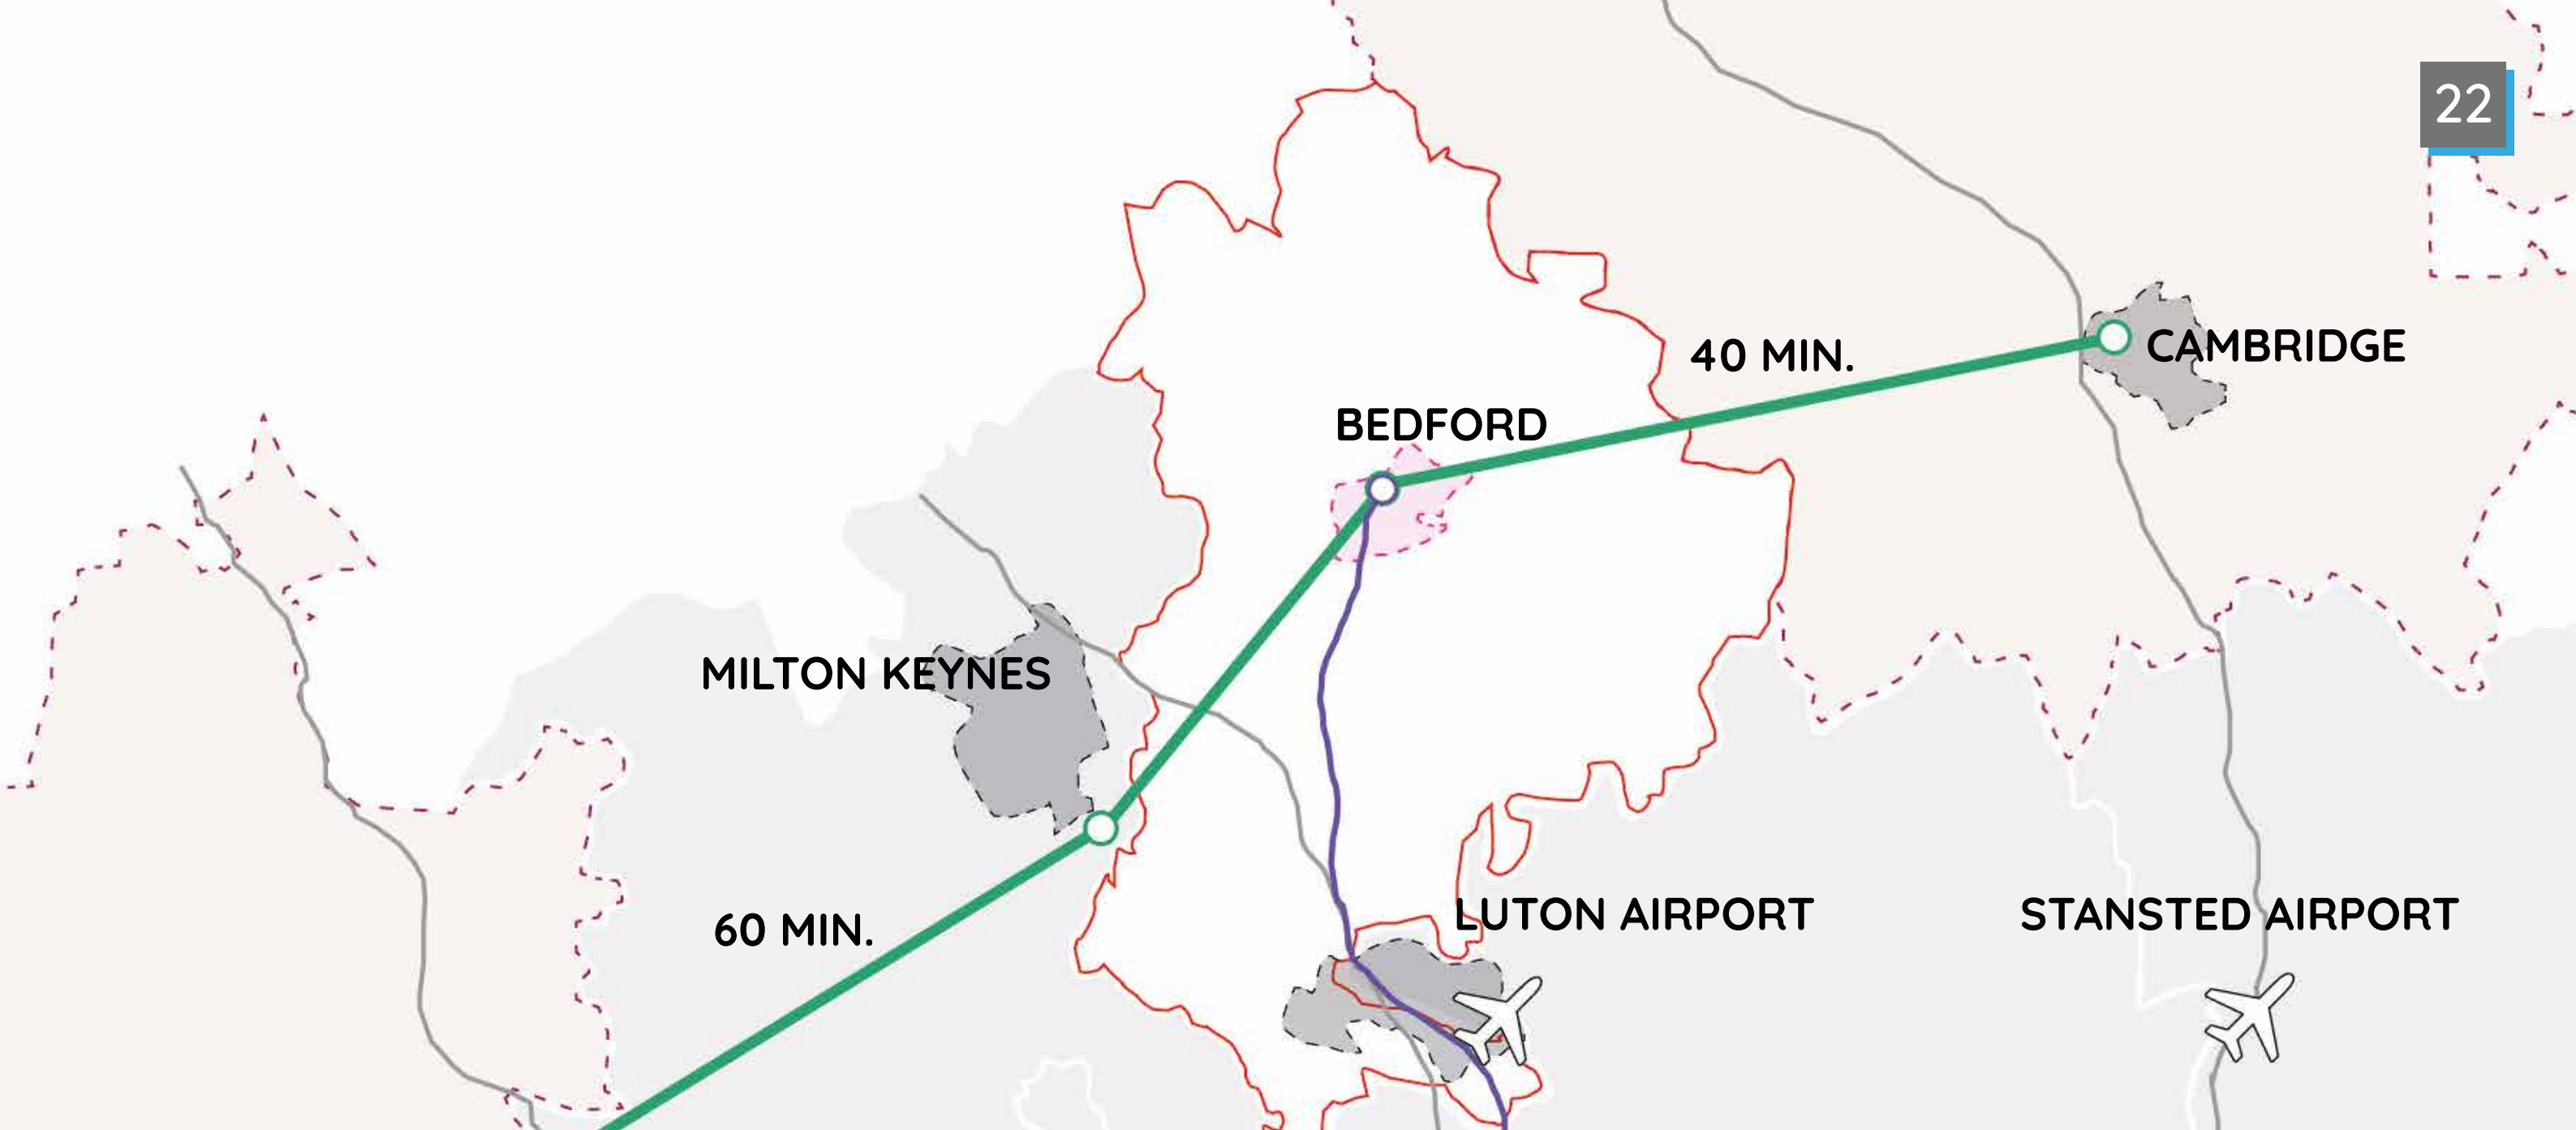 22
40 MIN.
CAMBRIDGE
BEDFORD
MILTON KEYNES
60 MIN.
LUTON AIRPORT
STANSTED AIRPORT